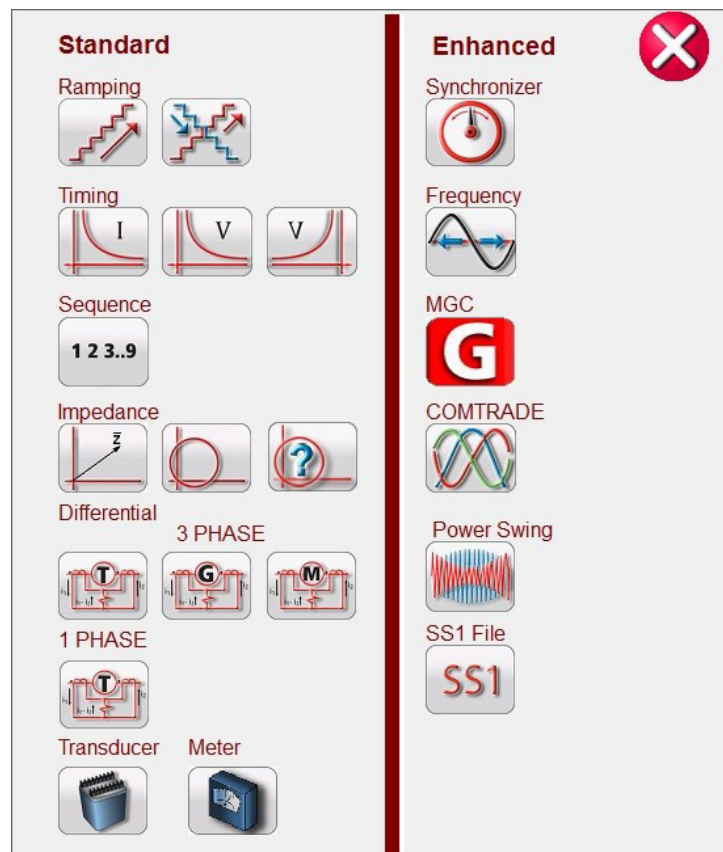 Standard
Ramping
Timing
I
V
V
Sequence
1 2 3..9
Impedance
z̅
Differential
3 PHASE
T
G
M
1 PHASE
T
Transducer
Meter
Enhanced
Synchronizer
Frequency
MGC
G
COMTRADE
?
Power Swing
SS1 File
SS1